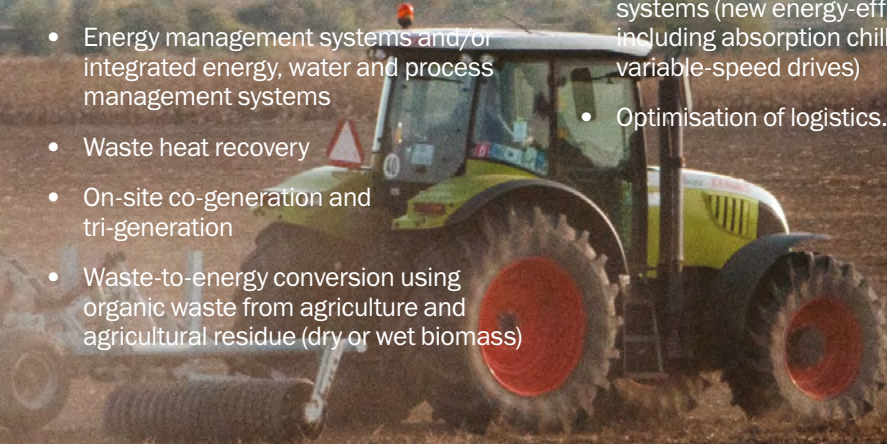 • Energy management systems and/or
integrated energy, water and process
management systems
• Waste heat recovery
• On-site co-generation and
tri-generation
• Waste-to-energy conversion using
organic waste from agriculture and
agricultural residue (dry or wet biomass)
systems (new energy-eff
including absorption chill
variable-speed drives)
• Optimisation of logistics.
40